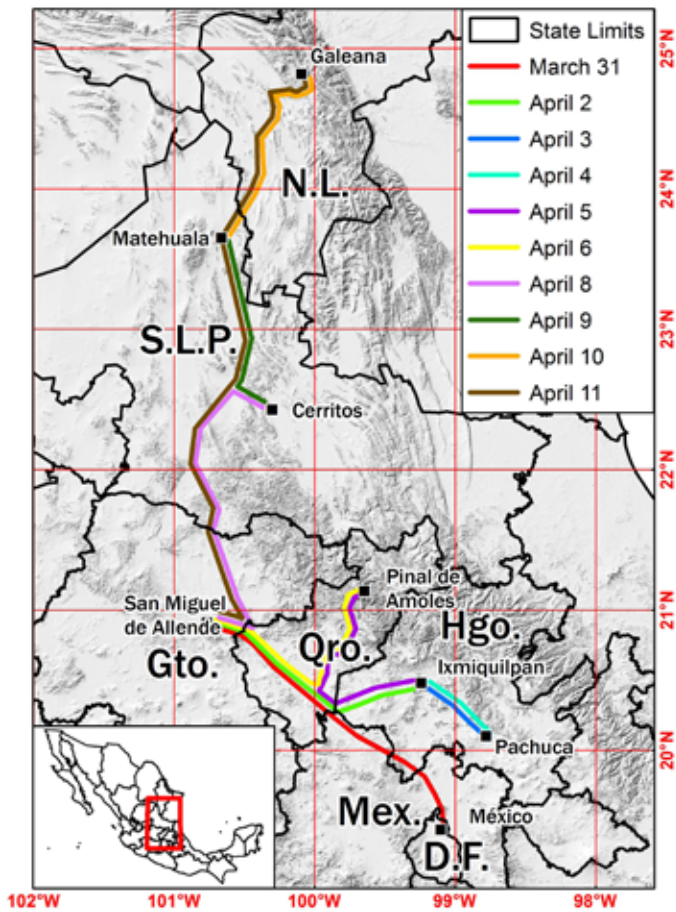 State Limits
March 31
April 2
April 3
April 4
April 5
April 6
April 8
April 9
April 10
April 11
Galeana
N.L.
Matehuala
S.L.P.
Cerritos
San Miguel
de Allende
Pinal de
Amoles
Hgo.
Qro.
Gto.
Ixmiquilpan
Pachuca
Mex.
México
D.F.
25°N
24°N
23°N
22°N
21°N
20°N
102°W
101°W
100°W
99°W
98°W